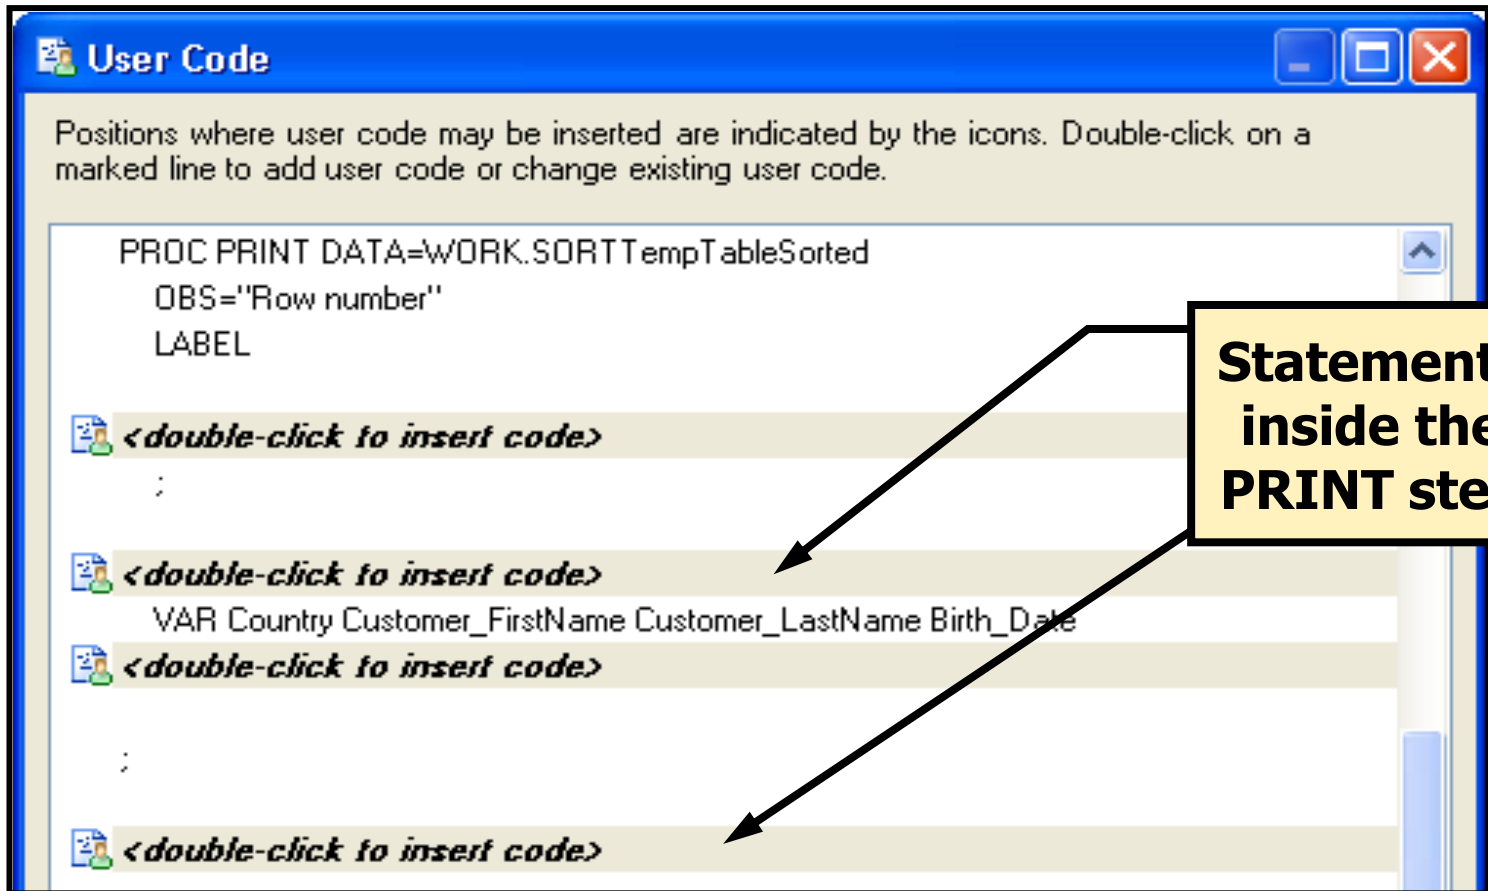 User Code
Positions where user code may be inserted are indicated by the icons. Double-click on a
marked line to add user code or change existing user code.
PROC PRINT DATA=WORK.SORTTempTableSorted
OBS="Row number"
LABEL
<double-click to insert code>
;
<double-click to insert code>
VAR Country Customer_FirstName Customer_LastName Birth_Date
<double-click to insert code>
;
<double-click to insert code>
Statement
inside the
PRINT ste